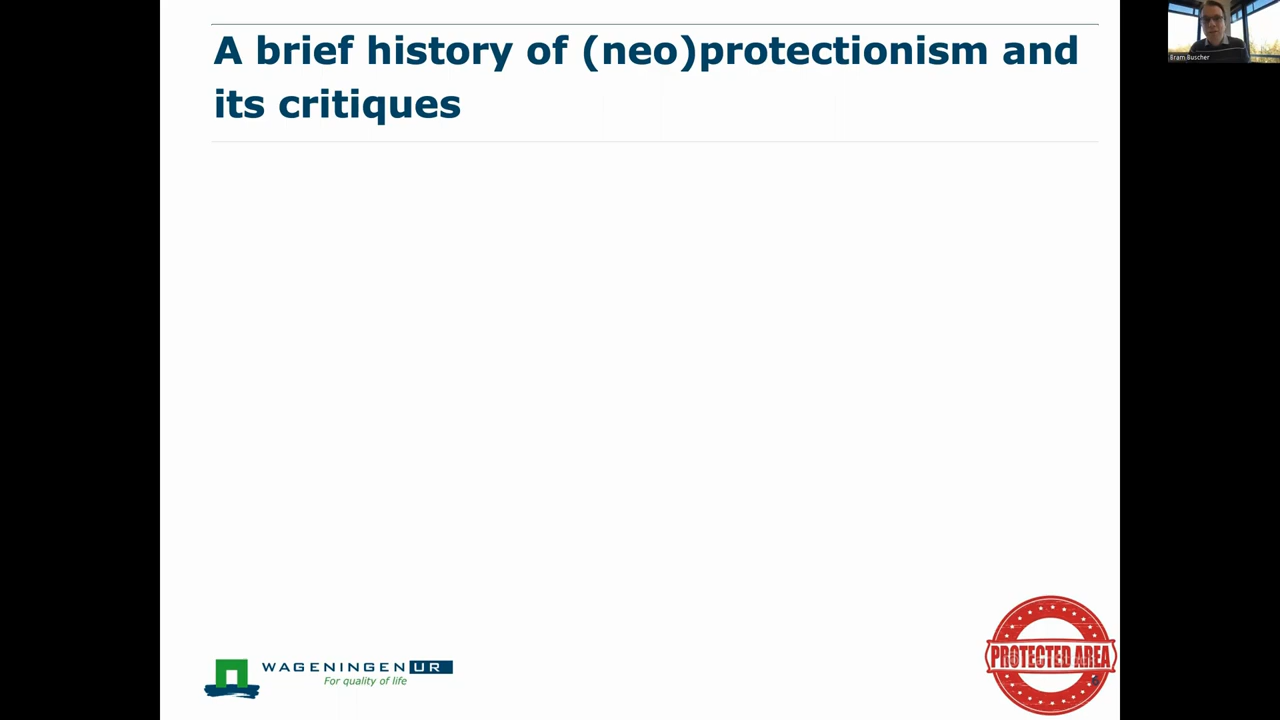 A brief history of (neo)protectionism and
its critiques
Bram Buscher
WAGENINGEN UR
For quality of life
PROTECTED AREA